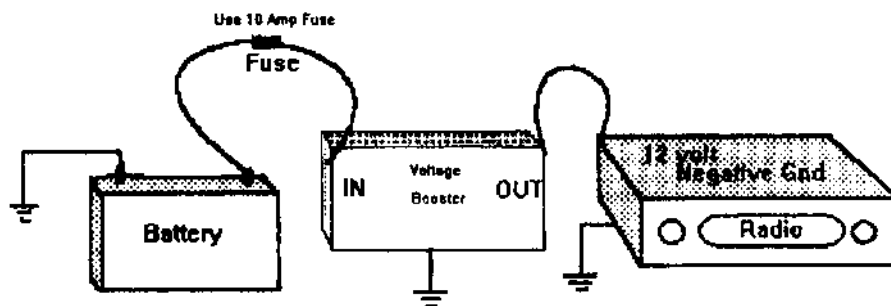 Use 10 Amp Fuse
Fuse
12 volt
Negative Gnd
IN
Voltage
Booster
OUT
Battery
Radio